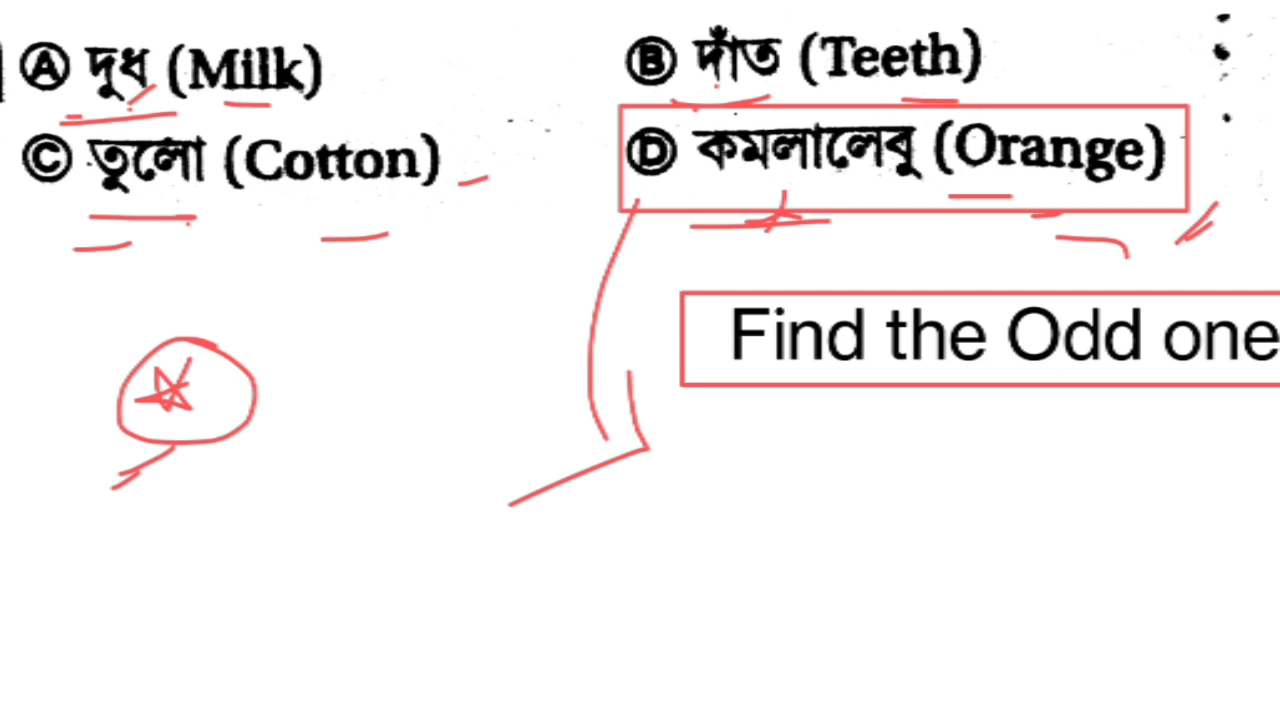 Ⓐ দুধ (Milk) Ⓑ দাঁত (Teeth)
Ⓒ তুলো (Cotton) Ⓓ কমলালেবু (Orange)
Find the Odd one